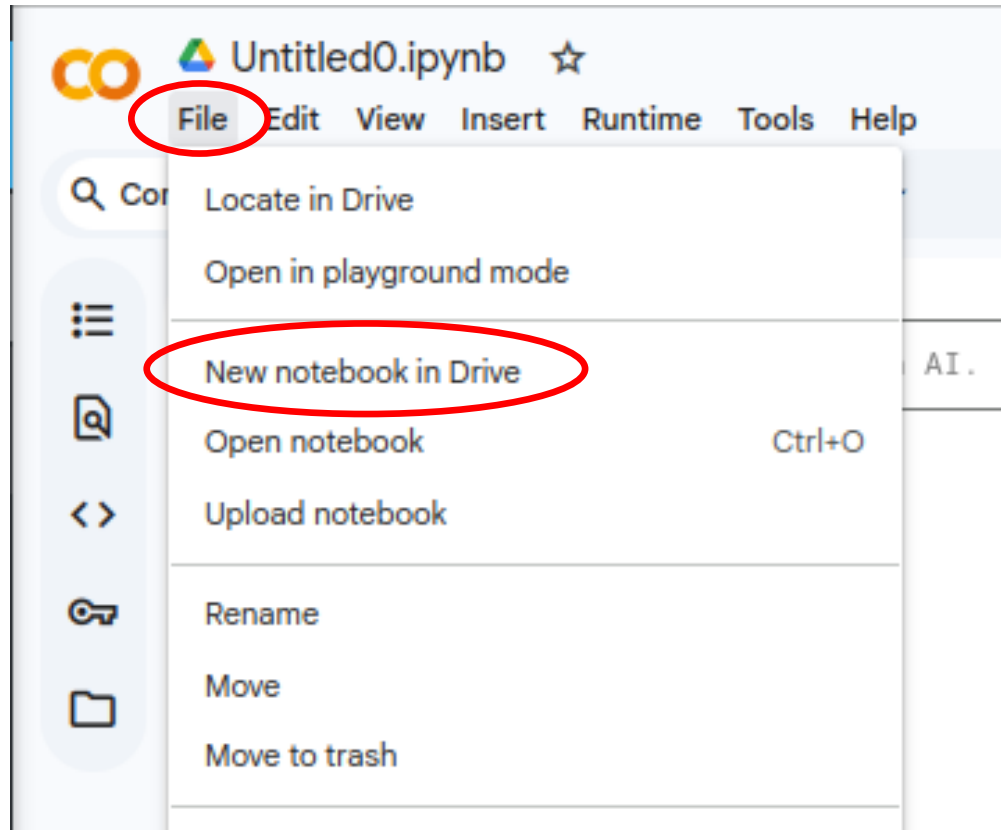 CO Untitled0.ipynb
File Edit View Insert Runtime Tools Help
Locate in Drive
Open in playground mode
New notebook in Drive
AI.
Open notebook Ctrl+O
Upload notebook
Rename
Move
Move to trash